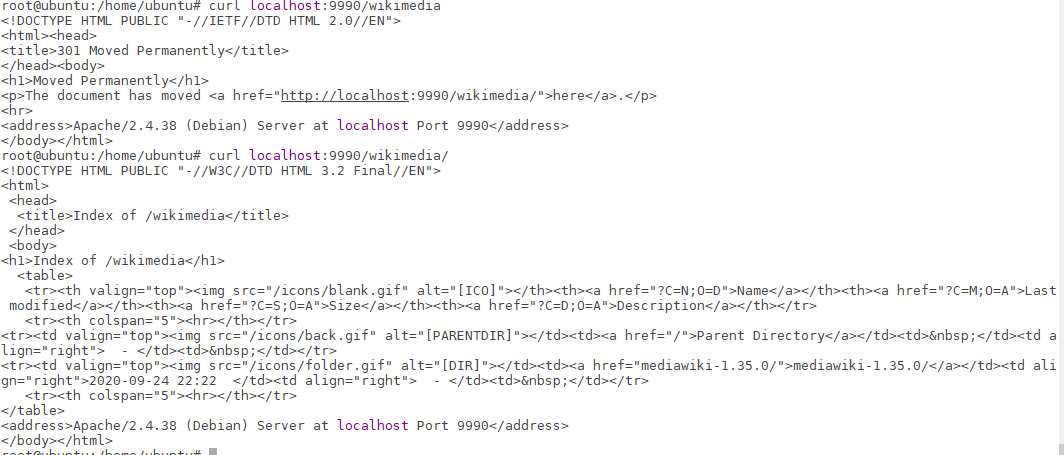 root@ubuntu:/home/ubuntu# curl localhost:9990/wikimedia
<!DOCTYPE HTML PUBLIC "-//IETF//DTD HTML 2.0//EN">
<html><head>
<title>301 Moved Permanently</title>
</head><body>
<h1>Moved Permanently</h1>
<p>The document has moved <a href="http://localhost:9990/wikimedia/">here</a>.</p>
<hr>
<address>Apache/2.4.38 (Debian) Server at localhost Port 9990</address>
</body></html>
root@ubuntu:/home/ubuntu# curl localhost:9990/wikimedia/
<!DOCTYPE HTML PUBLIC "-//W3C//DTD HTML 3.2 Final//EN">
<html>
 <head>
  <title>Index of /wikimedia</title>
 </head>
 <body>
<h1>Index of /wikimedia</h1>
  <table>
   <tr><th valign="top"><img src="/icons/blank.gif" alt="[ICO]"></th><th><a href="?C=N;O=D">Name</a></th><th><a href="?C=M;O=A">Last
 modified</a></th><th><a href="?C=S;O=A">Size</a></th><th><a href="?C=D;O=A">Description</a></th></tr>
   <tr><th colspan="5"><hr></th></tr>
<tr><td valign="top"><img src="/icons/back.gif" alt="[PARENTDIR]"></td><td><a href="/">Parent Directory</a></td><td>&nbsp;</td><td a
lign="right">  - </td><td>&nbsp;</td></tr>
<tr><td valign="top"><img src="/icons/folder.gif" alt="[DIR]"></td><td><a href="mediawiki-1.35.0/">mediawiki-1.35.0/</a></td><td ali
gn="right">2020-09-24 22:22  </td><td align="right">  - </td><td>&nbsp;</td></tr>
   <tr><th colspan="5"><hr></th></tr>
</table>
<address>Apache/2.4.38 (Debian) Server at localhost Port 9990</address>
</body></html>
root@ubuntu:/home/ubuntu#